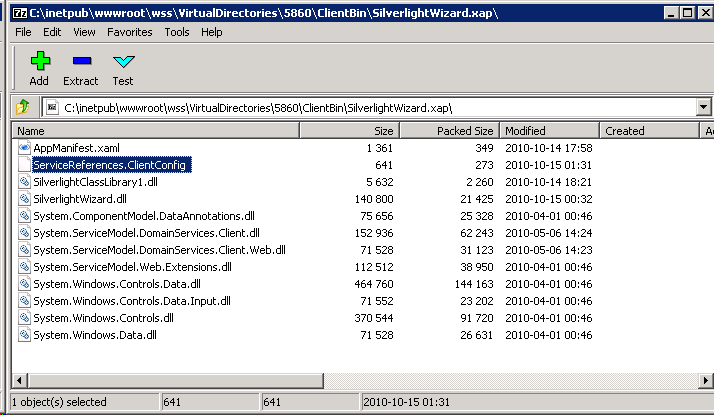 C:\inetpub\wwwroot\wss\VirtualDirectories\5860\ClientBin\SilverlightWizard.xap\
File Edit View Favorites Tools Help
Add Extract Test
C:\inetpub\wwwroot\wss\VirtualDirectories\5860\ClientBin\SilverlightWizard.xap\
Name Size Packed Size Modified Created Ac
AppManifest.xaml 1 361 349 2010-10-14 17:58
ServiceReferences.ClientConfig 641 273 2010-10-15 01:31
SilverlightClassLibrary1.dll 5 632 2 260 2010-10-14 18:21
SilverlightWizard.dll 140 800 21 425 2010-10-15 00:32
System.ComponentModel.DataAnnotations.dll 75 656 25 328 2010-04-01 00:46
System.ServiceModel.DomainServices.Client.dll 152 936 62 243 2010-05-06 14:24
System.ServiceModel.DomainServices.Client.Web.dll 71 528 31 123 2010-05-06 14:23
System.ServiceModel.Web.Extensions.dll 112 512 38 950 2010-04-01 00:46
System.Windows.Controls.Data.dll 464 760 144 163 2010-04-01 00:46
System.Windows.Controls.Data.Input.dll 71 552 23 202 2010-04-01 00:46
System.Windows.Controls.dll 370 544 91 720 2010-04-01 00:46
System.Windows.Data.dll 71 528 26 631 2010-04-01 00:46
1 object(s) selected 641 641 2010-10-15 01:31